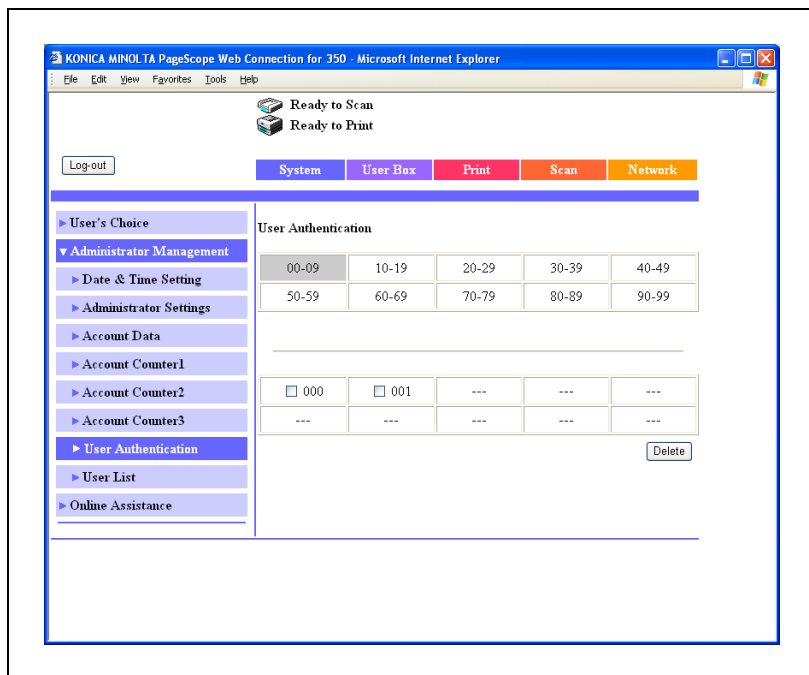 KONICA MINOLTA PageScope Web Connection for 350 - Microsoft Internet Explorer
File Edit View Favorites Tools Help
Ready to Scan
Ready to Print
Log-out
System User Box Print Scan Network
User's Choice
Administrator Management
Date & Time Setting
Administrator Settings
Account Data
Account Counter1
Account Counter2
Account Counter3
User Authentication
User List
Online Assistance
User Authentication
00-09 10-19 20-29 30-39 40-49
50-59 60-69 70-79 80-89 90-99
000 001 --- --- ---
--- --- --- --- ---
Delete